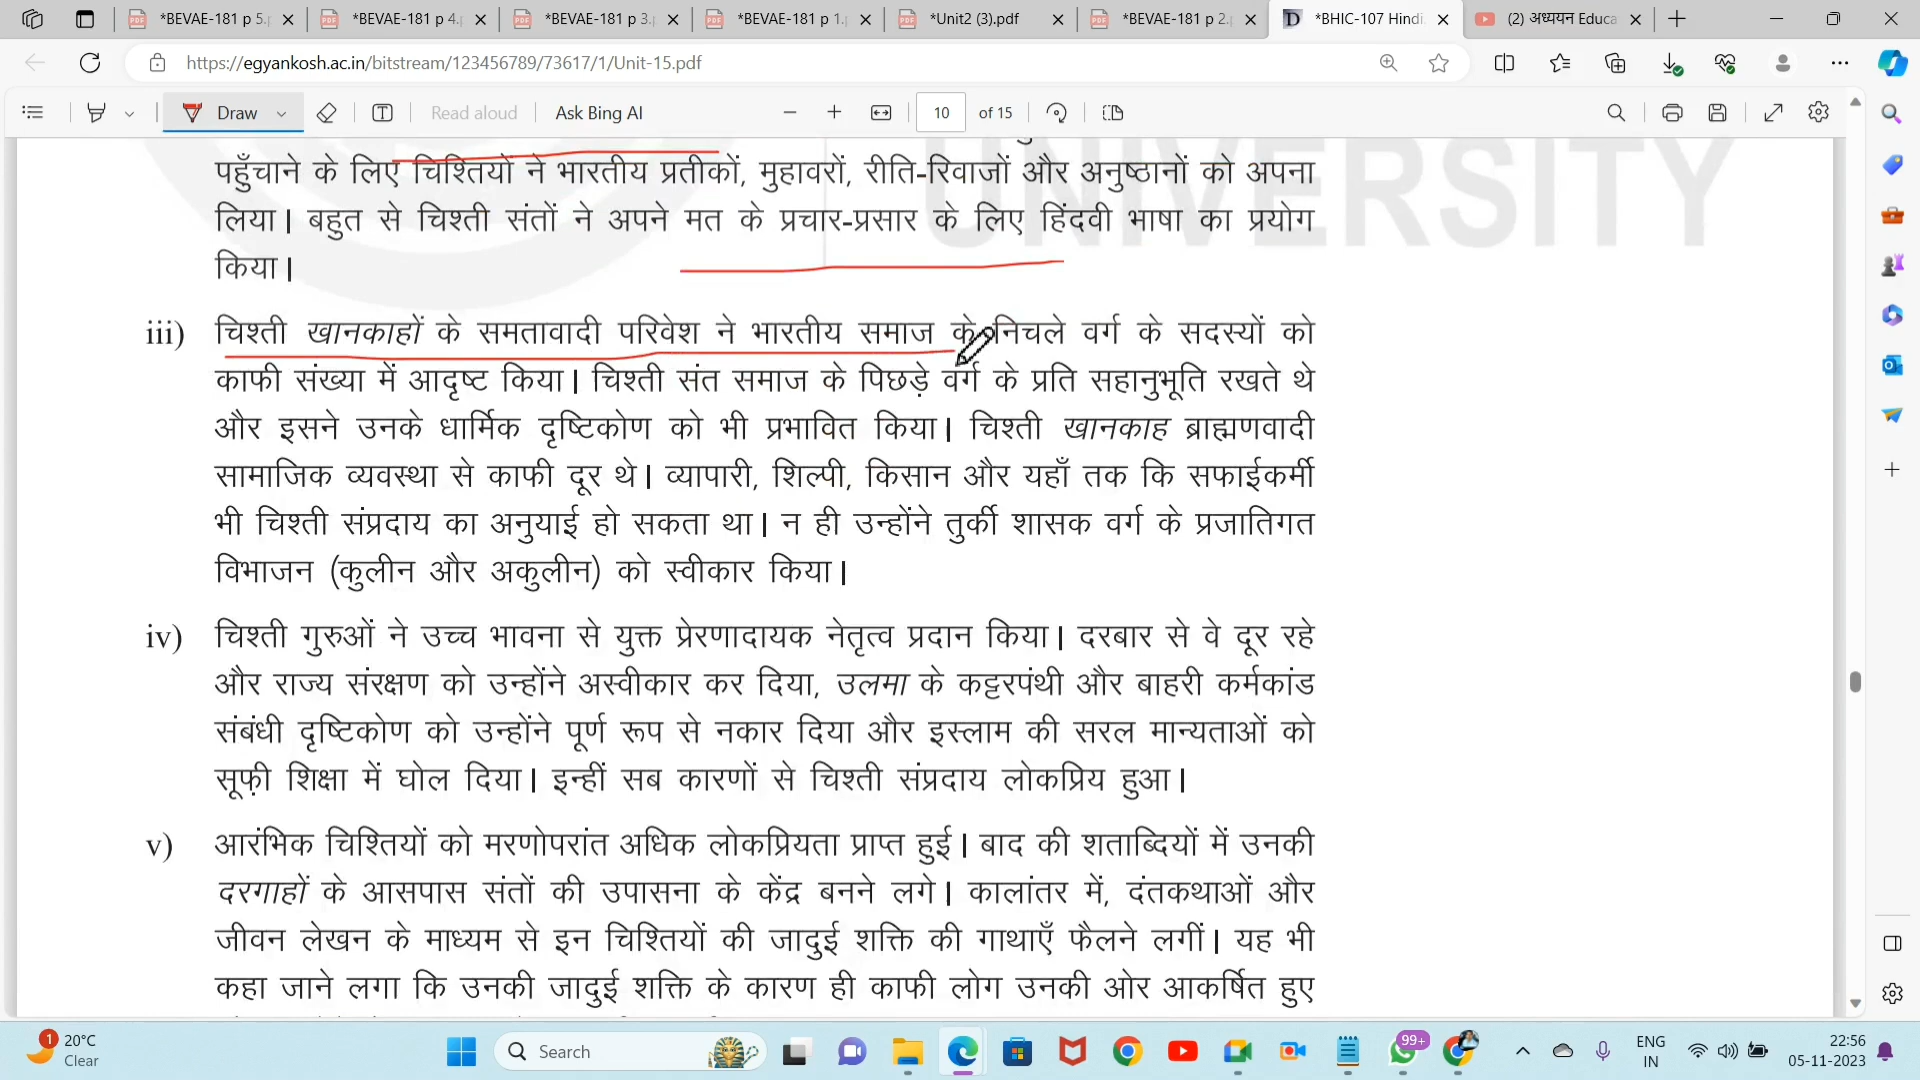 *BEVAE-181 p 5.
*BEVAE-181 p 4.
*BEVAE-181 p 3.
*BEVAE-181 p 1.
*Unit2 (3).pdf
*BEVAE-181 p 2.
*BHIC-107 Hindi
(2) अध्ययन Educa
https://egyankosh.ac.in/bitstream/123456789/73617/1/Unit-15.pdf
Draw
Read aloud
Ask Bing AI
10 of 15
UNIVERSITY
पहुँचाने के लिए चिश्तियों ने भारतीय प्रतीकों, मुहावरों, रीति-रिवाजों और अनुष्ठानों को अपना
लिया। बहुत से चिश्ती संतों ने अपने मत के प्रचार-प्रसार के लिए हिंदवी भाषा का प्रयोग
किया।
iii) चिश्ती खानकाहों के समतावादी परिवेश ने भारतीय समाज के निचले वर्ग के सदस्यों को
काफी संख्या में आदृष्ट किया। चिश्ती संत समाज के पिछड़े वर्ग के प्रति सहानुभूति रखते थे
और इसने उनके धार्मिक दृष्टिकोण को भी प्रभावित किया। चिश्ती खानकाह ब्राह्मणवादी
सामाजिक व्यवस्था से काफी दूर थे। व्यापारी, शिल्पी, किसान और यहाँ तक कि सफाईकर्मी
भी चिश्ती संप्रदाय का अनुयाई हो सकता था। न ही उन्होंने तुर्की शासक वर्ग के प्रजातिगत
विभाजन (कुलीन और अकुलीन) को स्वीकार किया।
iv) चिश्ती गुरुओं ने उच्च भावना से युक्त प्रेरणादायक नेतृत्व प्रदान किया। दरबार से वे दूर रहे
और राज्य संरक्षण को उन्होंने अस्वीकार कर दिया, उलमा के कट्टरपंथी और बाहरी कर्मकांड
संबंधी दृष्टिकोण को उन्होंने पूर्ण रूप से नकार दिया और इस्लाम की सरल मान्यताओं को
सूफ़ी शिक्षा में घोल दिया। इन्हीं सब कारणों से चिश्ती संप्रदाय लोकप्रिय हुआ।
v) आरंभिक चिश्तियों को मरणोपरांत अधिक लोकप्रियता प्राप्त हुई। बाद की शताब्दियों में उनकी
दरगाहों के आसपास संतों की उपासना के केंद्र बनने लगे। कालांतर में, दंतकथाओं और
जीवन लेखन के माध्यम से इन चिश्तियों की जादुई शक्ति की गाथाएँ फैलने लगीं। यह भी
कहा जाने लगा कि उनकी जादुई शक्ति के कारण ही काफी लोग उनकी ओर आकर्षित हुए
1
20°C
Clear
Search
99+
ENG
IN
22:56
05-11-2023